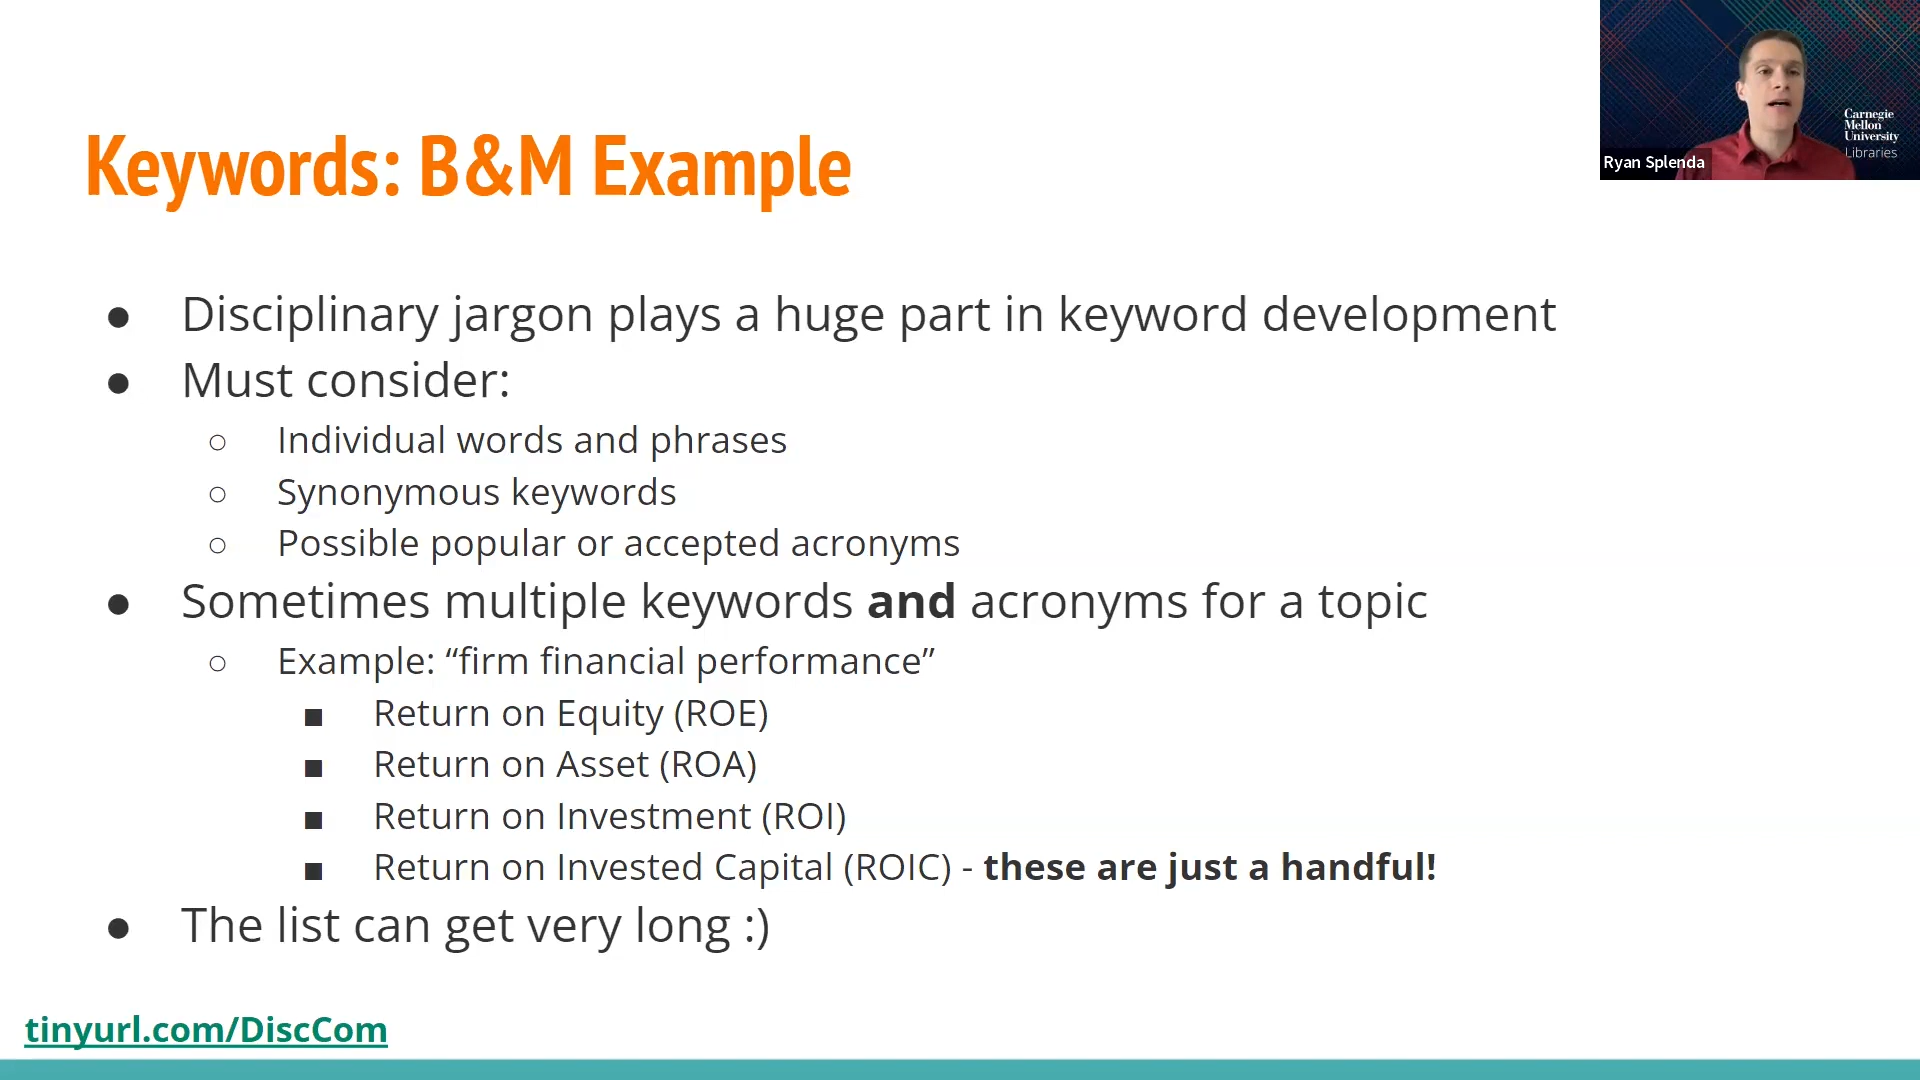 Keywords: B&M Example
Carnegie
Mellon
University
Libraries
Ryan Splenda
● Disciplinary jargon plays a huge part in keyword development
● Must consider:
○ Individual words and phrases
○ Synonymous keywords
○ Possible popular or accepted acronyms
● Sometimes multiple keywords and acronyms for a topic
○ Example: “firm financial performance”
■ Return on Equity (ROE)
■ Return on Asset (ROA)
■ Return on Investment (ROI)
■ Return on Invested Capital (ROIC) - these are just a handful!
● The list can get very long :)
tinyurl.com/DiscCom